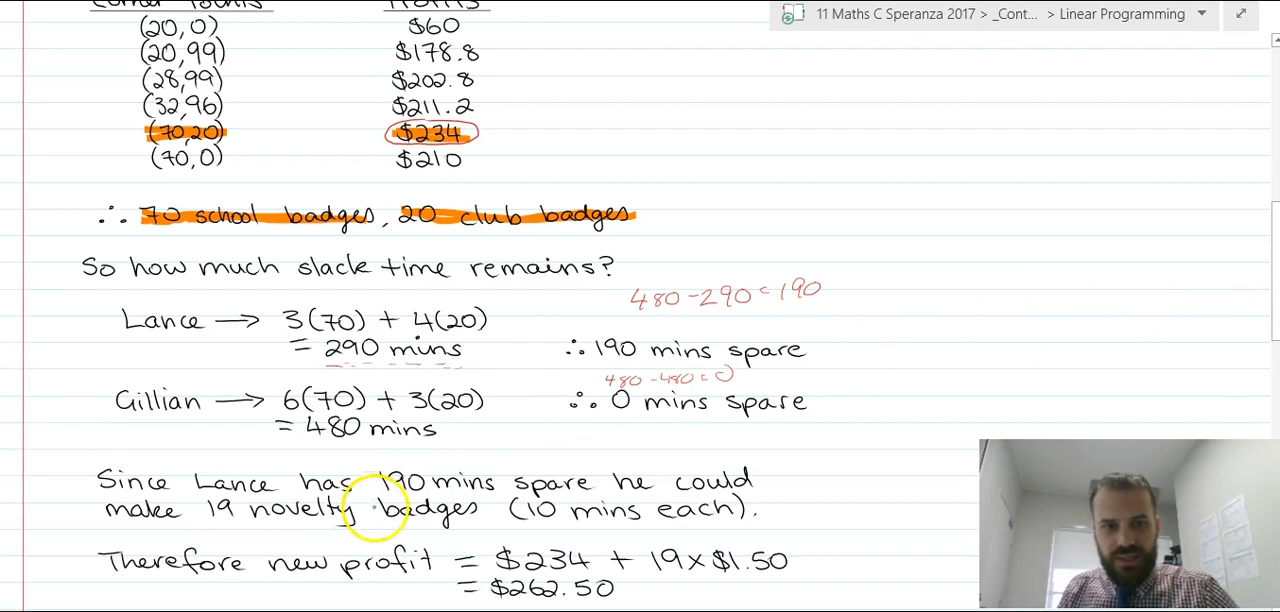 11 Maths C Speranza 2017 > _Cont... > Linear Programming
Corner Points Profits
(20,0) $60
(20,99) $178.8
(28,99) $202.8
(32,96) $211.2
(70,20) $234
(70,0) $210
∴ 70 school badges, 20 club badges
So how much slack time remains?
480-290=190
Lance → 3(70) + 4(20)
= 290 mins ∴ 190 mins spare
480-480=0
Gillian → 6(70) + 3(20) ∴ 0 mins spare
= 480 mins
Since Lance has 190 mins spare he could
make 19 novelty badges (10 mins each).
Therefore new profit = $234 + 19×$1.50
= $262.50